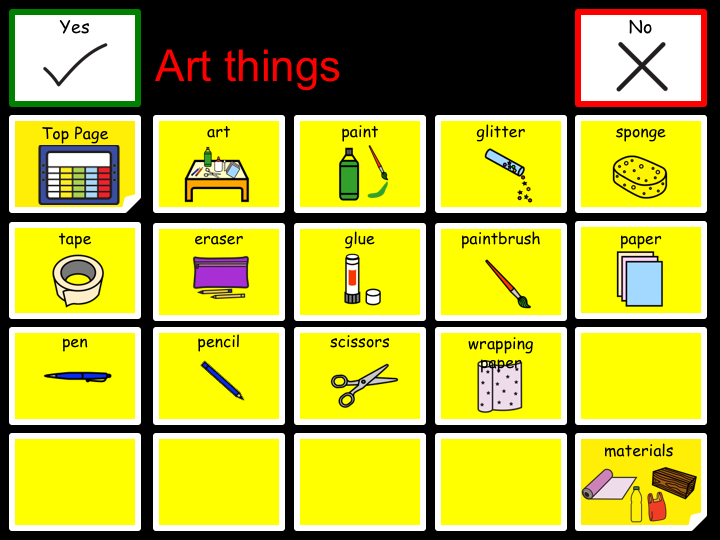 Yes
Art things
No
Top Page
art
paint
glitter
sponge
tape
eraser
glue
paintbrush
paper
pen
pencil
scissors
wrapping
paper
materials